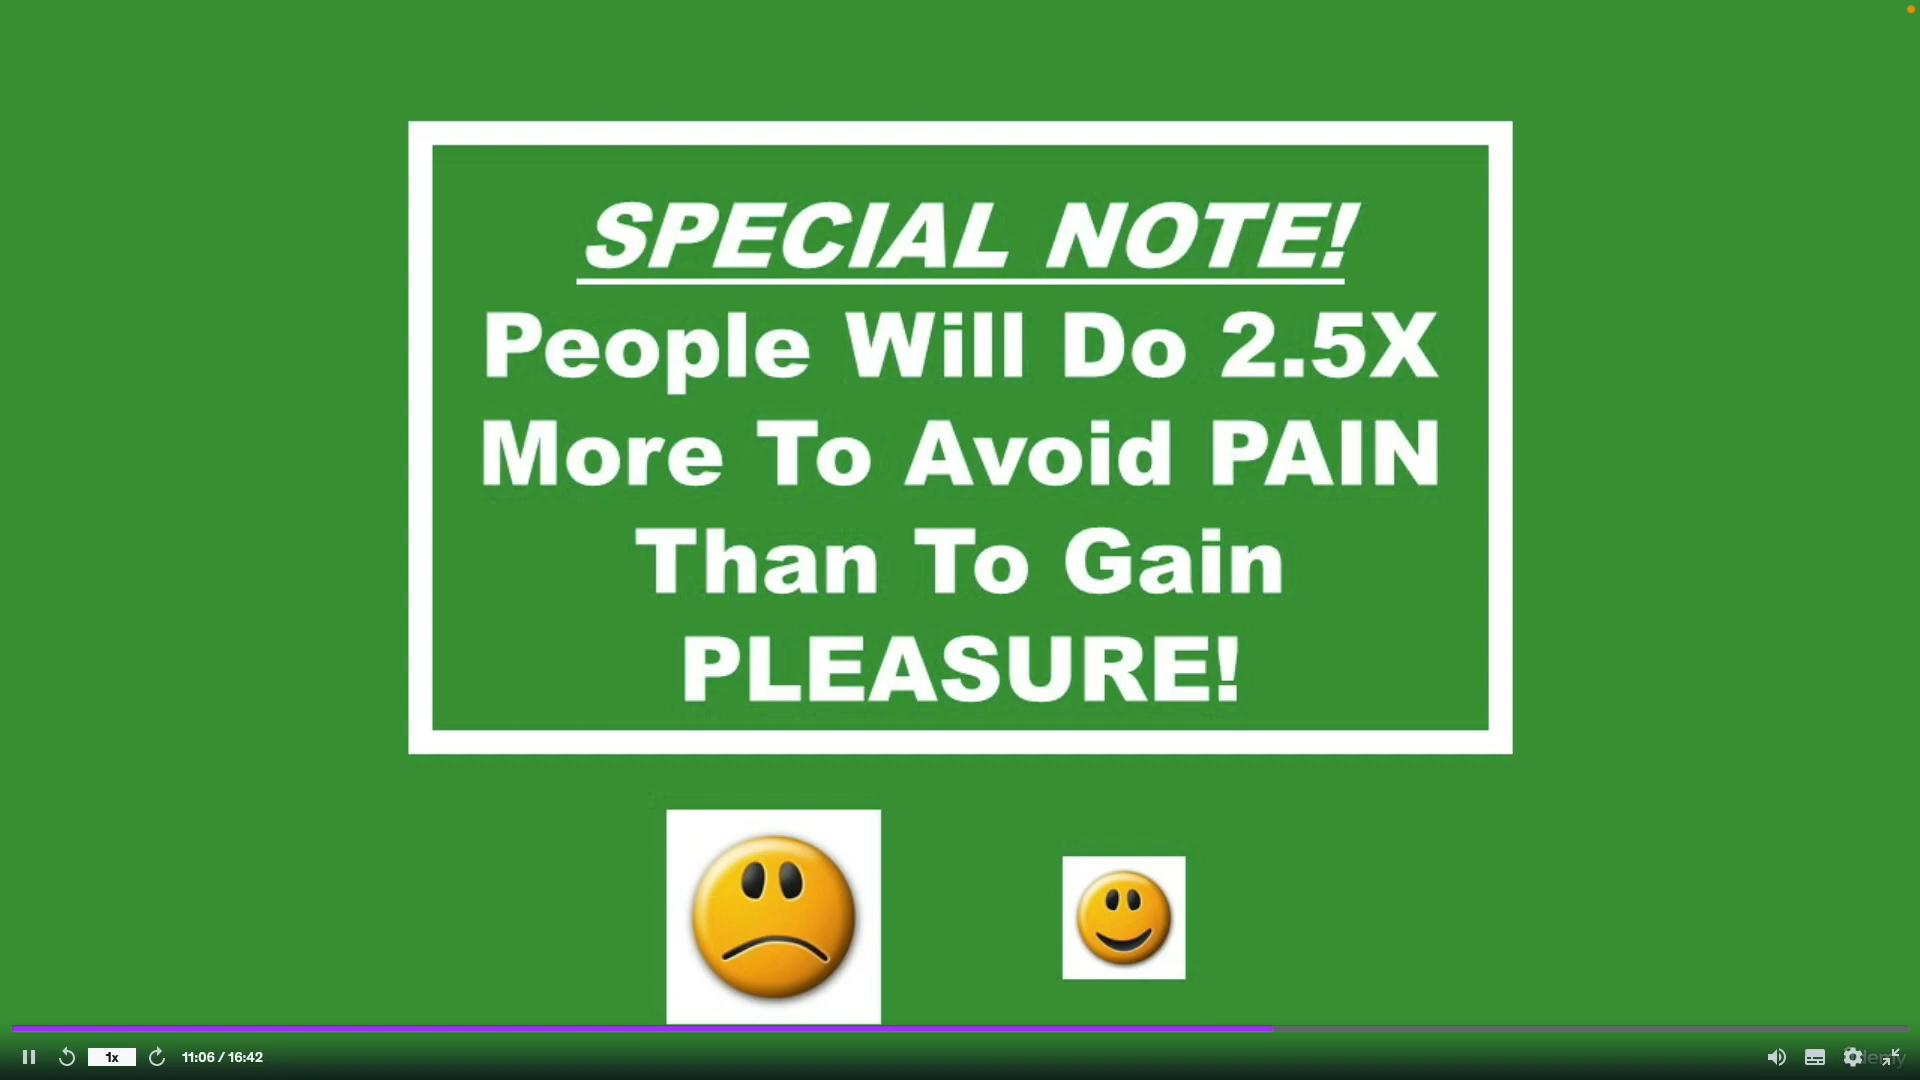 SPECIAL NOTE!
People Will Do 2.5X
More To Avoid PAIN
Than To Gain
PLEASURE!
1x
11:06 / 16:42